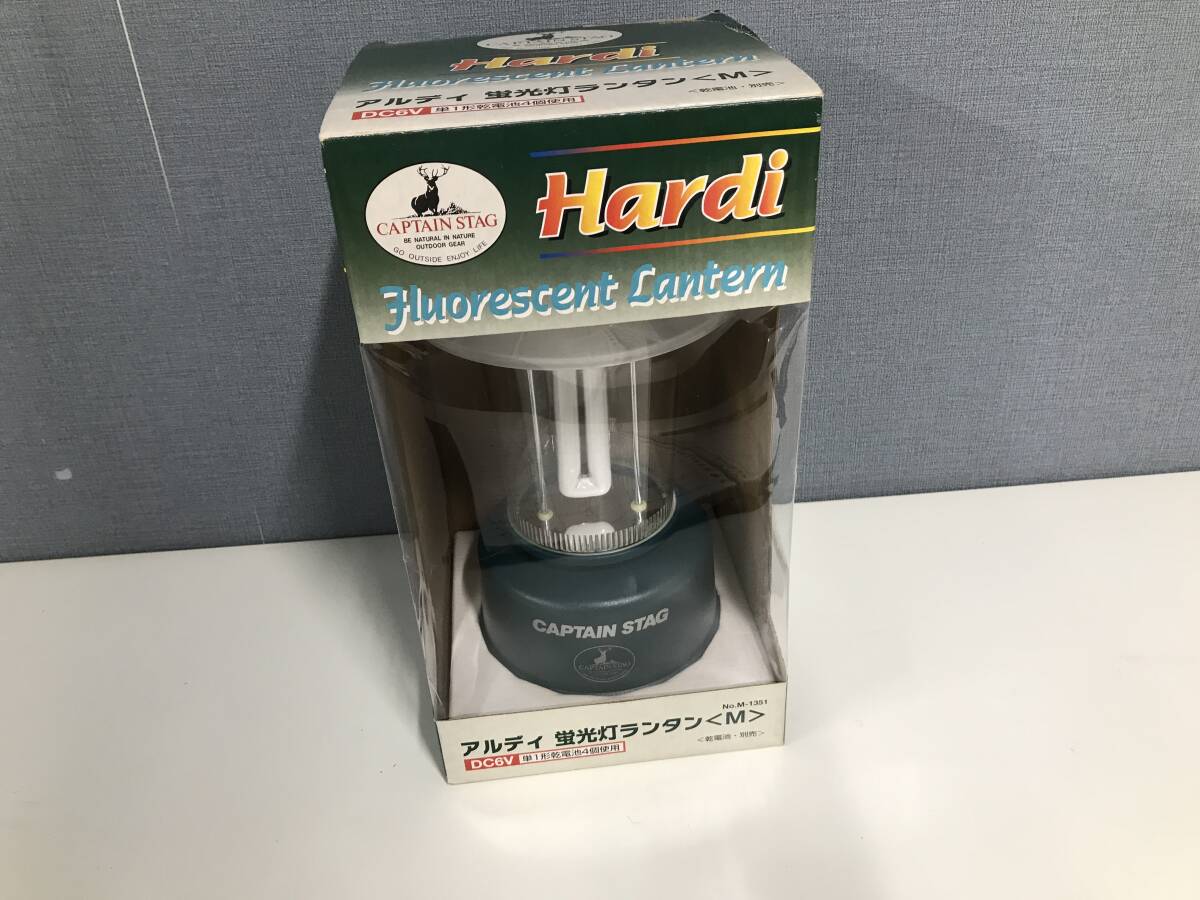 CAPTAIN STAG
Hardi
Fluorescent Lantern
アルディ 蛍光灯ランタン<M>
DC6V 単1形乾電池4個使用
<乾電池・別売>
CAPTAIN STAG
BE NATURAL IN NATURE
OUTDOOR GEAR
GO OUTSIDE ENJOY LIFE
Hardi
Fluorescent Lantern
CAPTAIN STAG
CAPTAIN STAG
No.M-1351
アルディ 蛍光灯ランタン<M>
DC6V 単1形乾電池4個使用
<乾電池・別売>